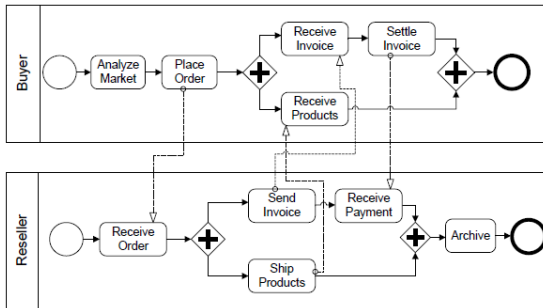 Buyer
Analyze
Market
Place
Order
Receive
Invoice
Settle
Invoice
Receive
Products
Reseller
Receive
Order
Send
Invoice
Receive
Payment
Ship
Products
Archive